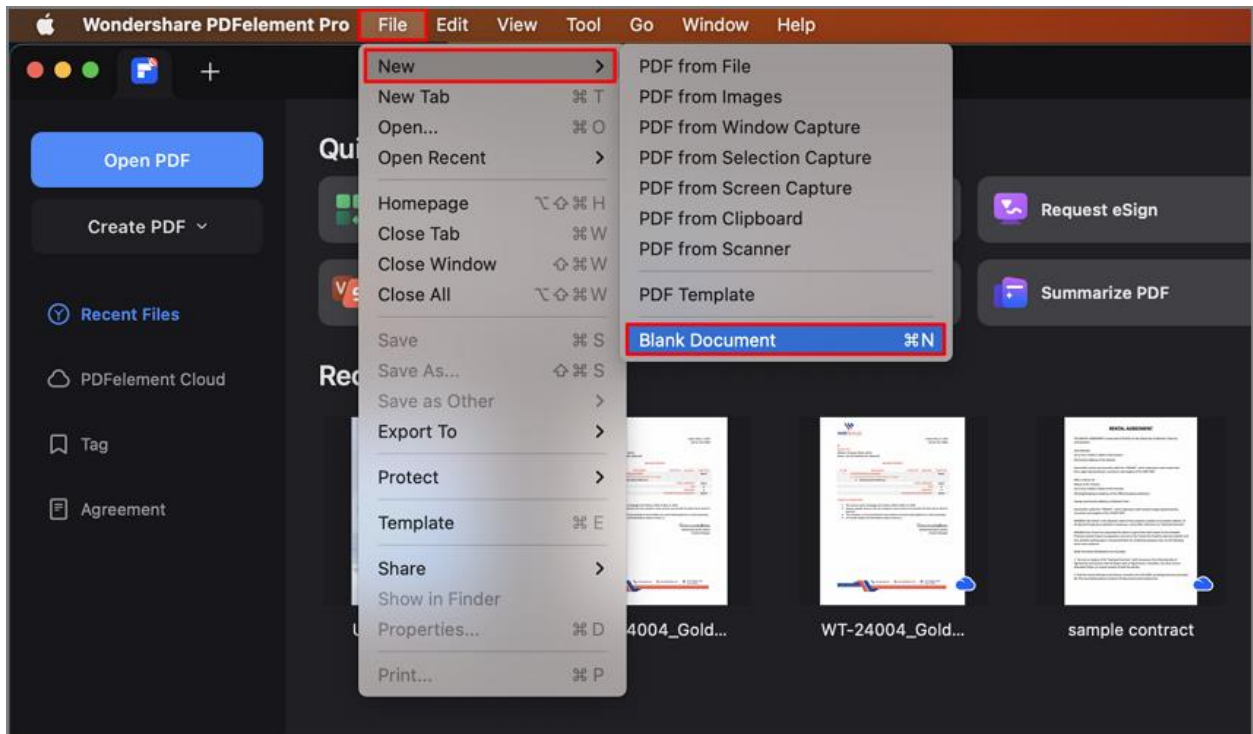 Wondershare PDFelement Pro File Edit View Tool Go Window Help
Open PDF
Create PDF
Recent Files
PDFelement Cloud
Tag
Agreement
Qui
Rec
New
New Tab ⌘ T
Open... ⌘ O
Open Recent
Homepage ⌥⇧⌘ H
Close Tab ⌘ W
Close Window ⇧⌘ W
Close All ⌥⇧⌘ W
Save ⌘ S
Save As... ⇧⌘ S
Save as Other
Export To
Protect
Template ⌘ E
Share
Show in Finder
Properties... ⌘ D
Print... ⌘ P
PDF from File
PDF from Images
PDF from Window Capture
PDF from Selection Capture
PDF from Screen Capture
PDF from Clipboard
PDF from Scanner
PDF Template
Blank Document ⌘N
Request eSign
Summarize PDF
RENTAL AGREEMENT
4004_Gold...
WT-24004_Gold...
sample contract